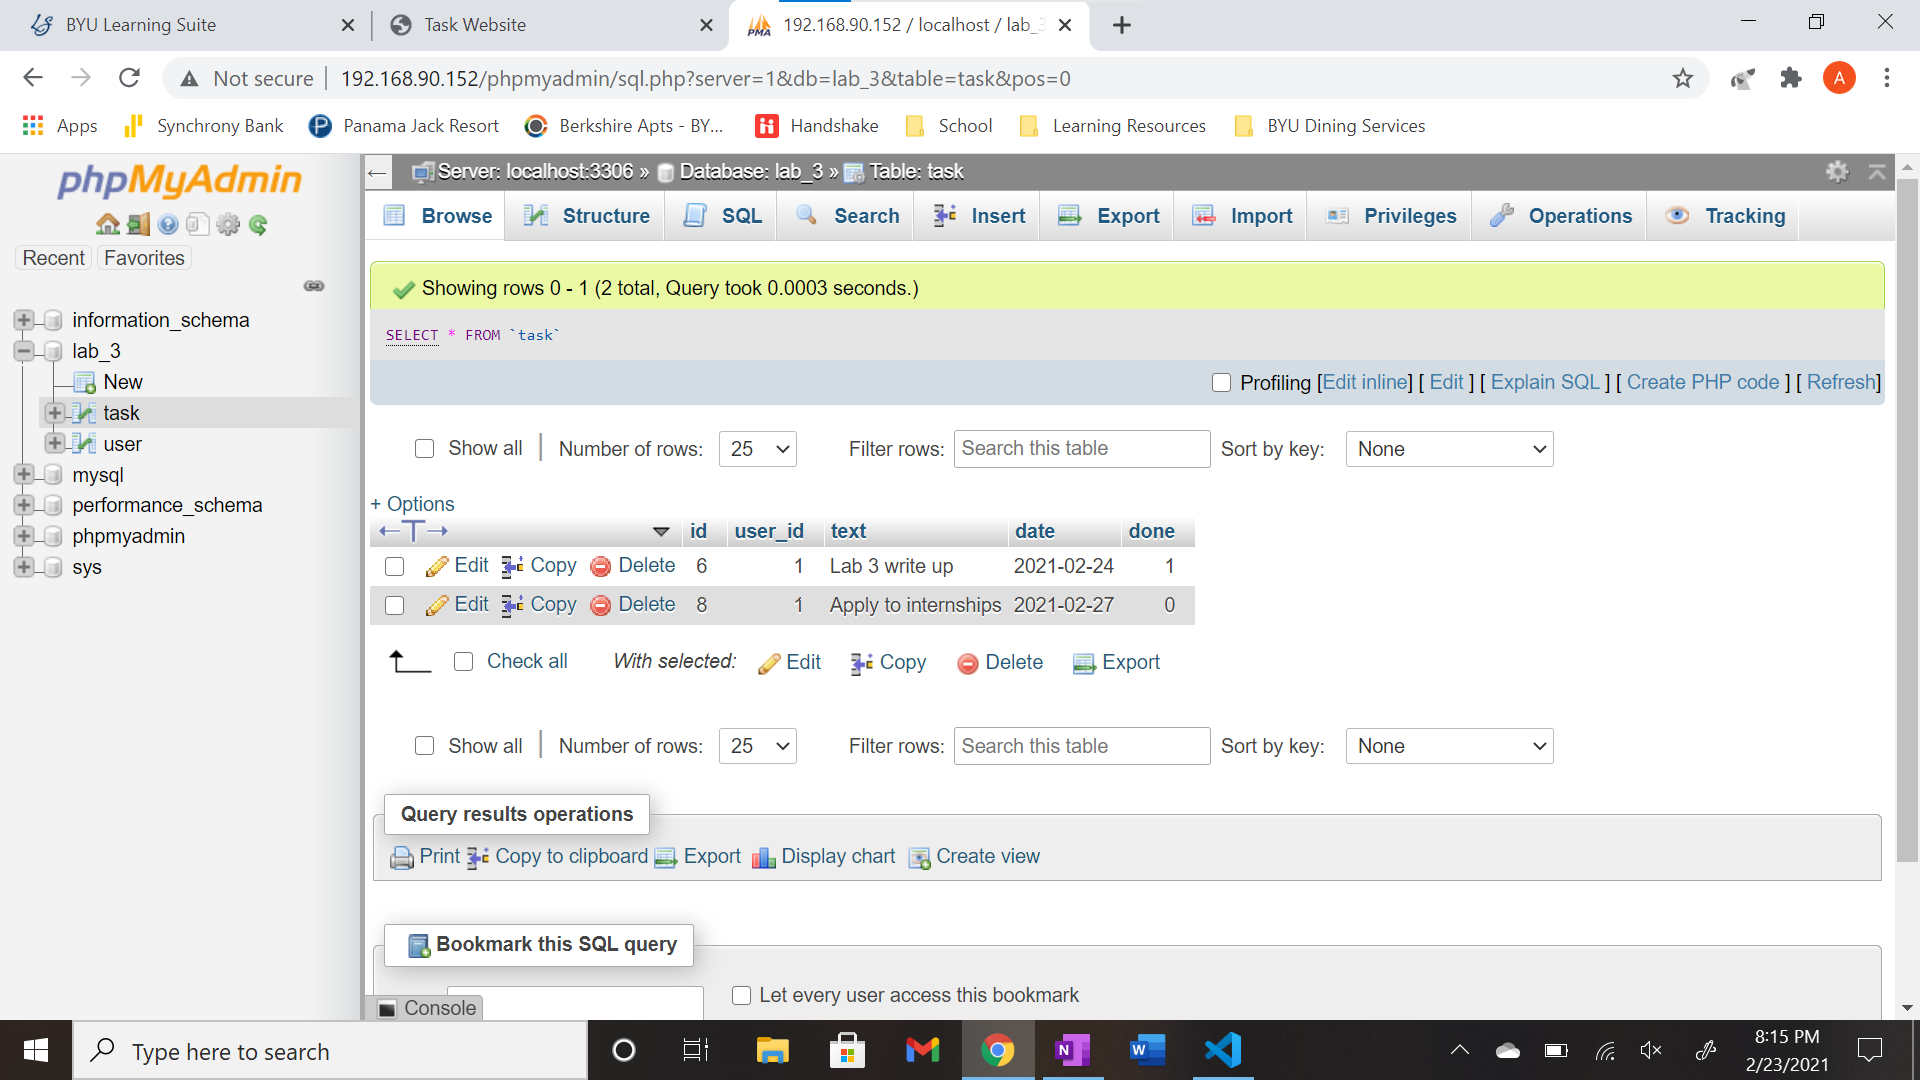 BYU Learning Suite
Task Website
192.168.90.152 / localhost / lab_3
Not secure 192.168.90.152/phpmyadmin/sql.php?server=1&db=lab_3&table=task&pos=0
A
Apps Synchrony Bank Panama Jack Resort Berkshire Apts - BY... Handshake School Learning Resources BYU Dining Services
phpMyAdmin
Recent Favorites
information_schema
lab_3
New
task
user
mysql
performance_schema
phpmyadmin
sys
Server: localhost:3306 » Database: lab_3 » Table: task
Browse Structure SQL Search Insert Export Import Privileges Operations Tracking
Showing rows 0 - 1 (2 total, Query took 0.0003 seconds.)
SELECT * FROM `task`
Profiling [Edit inline] [ Edit ] [ Explain SQL ] [ Create PHP code ] [ Refresh]
Show all Number of rows: 25 Filter rows: Search this table Sort by key: None
+ Options
←T→ id user_id text date done
Edit Copy Delete 6 1 Lab 3 write up 2021-02-24 1
Edit Copy Delete 8 1 Apply to internships 2021-02-27 0
Check all With selected: Edit Copy Delete Export
Show all Number of rows: 25 Filter rows: Search this table Sort by key: None
Query results operations
Print Copy to clipboard Export Display chart Create view
Bookmark this SQL query
Let every user access this bookmark
Console
Type here to search
8:15 PM
2/23/2021